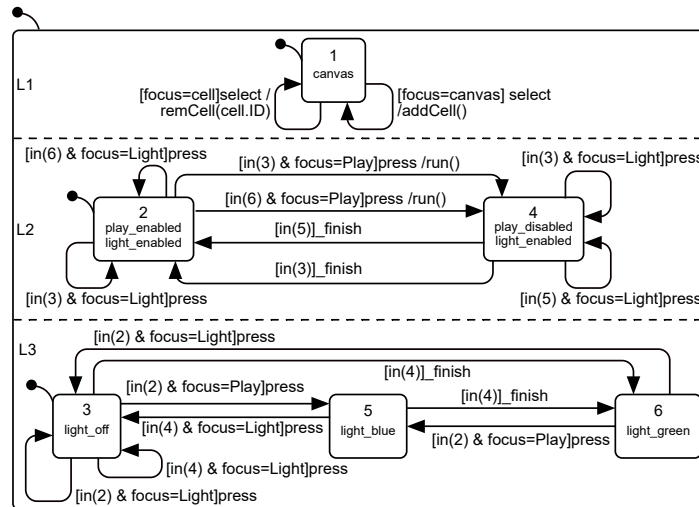 1
canvas
[focus=cell]select /
remCell(cell.ID)
[focus=canvas] select
/addCell()
L1
[in(6) & focus=Light]press
[in(3) & focus=Play]press /run()
[in(3) & focus=Light]press
[in(6) & focus=Play]press /run()
2
play_enabled
light_enabled
4
play_disabled
light_enabled
L2
[in(5)]_finish
[in(3)]_finish
[in(3) & focus=Light]press
[in(5) & focus=Light]press
[in(2) & focus=Light]press
L3
[in(4)]_finish
[in(2) & focus=Play]press
[in(4)]_finish
3
light_off
5
light_blue
6
light_green
[in(4) & focus=Light]press
[in(2) & focus=Play]press
[in(4) & focus=Light]press
[in(2) & focus=Light]press